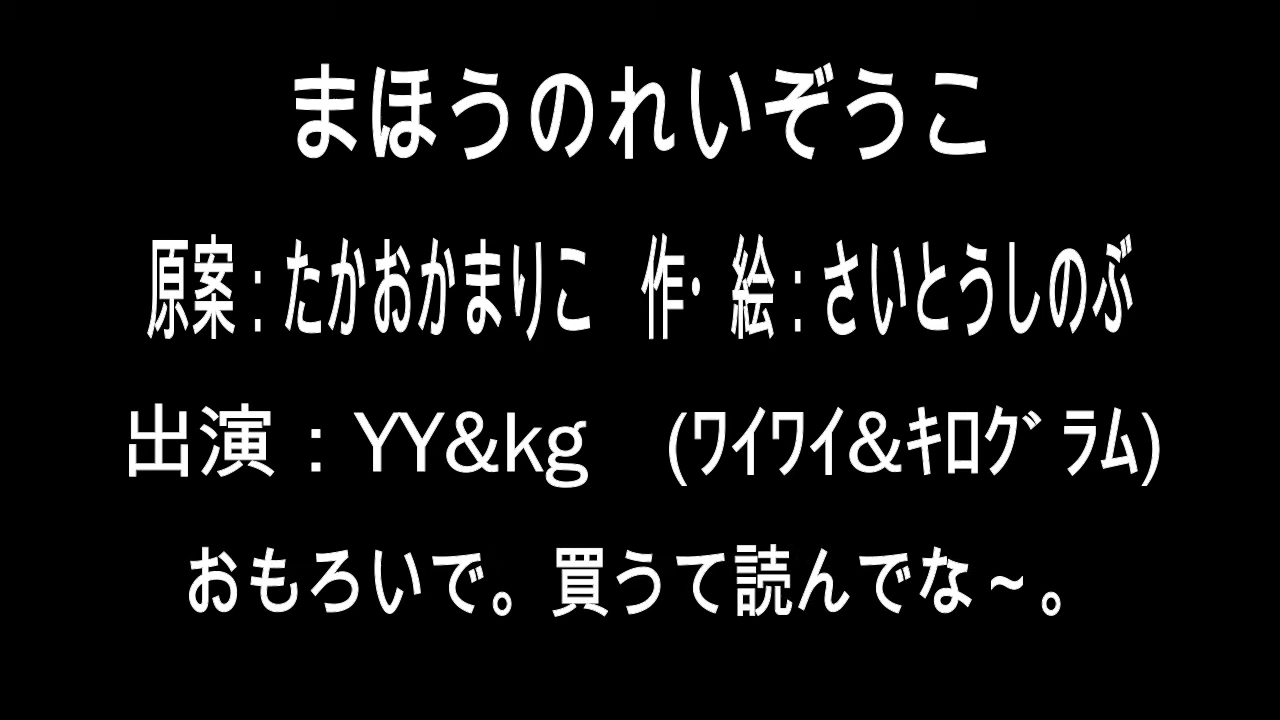 まほうのれいぞうこ
原案:たかおかまりこ　作・絵:さいとうしのぶ
出演:YY&kg　(ﾜｲﾜｲ&ｷﾛｸﾞﾗﾑ)
おもろいで。買うて読んでな~。